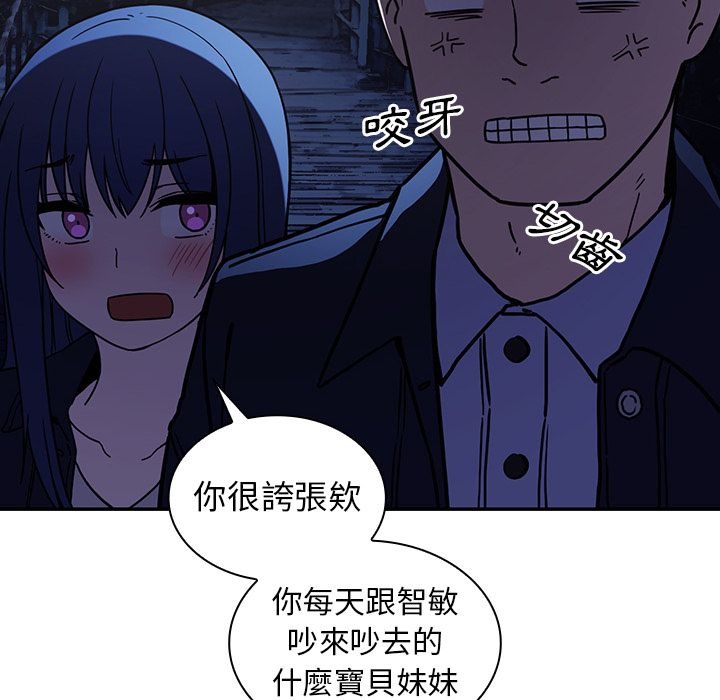 咬牙
切齒
你很誇張欸
你每天跟智敏
吵來吵去的
什麼寶貝妹妹